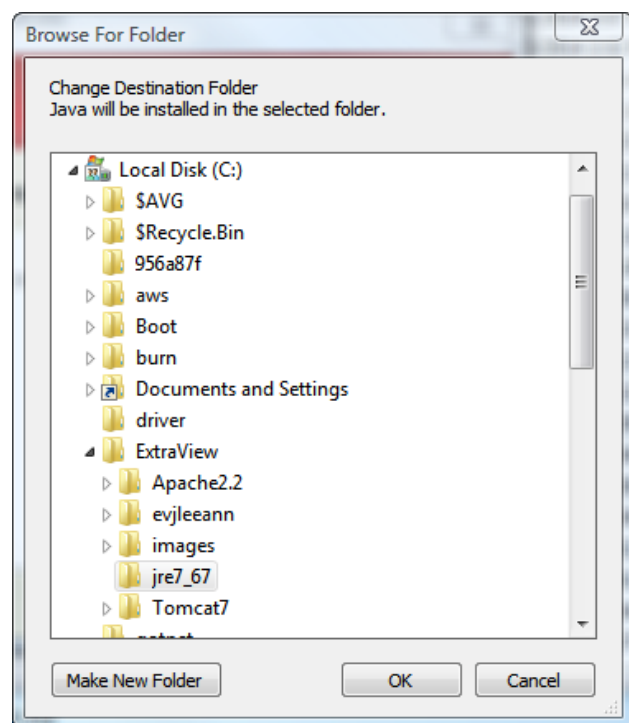 Browse For Folder
Change Destination Folder
Java will be installed in the selected folder.
Local Disk (C:)
$AVG
$Recycle.Bin
956a87f
aws
Boot
burn
Documents and Settings
driver
ExtraView
Apache2.2
evjleeann
images
jre7_67
Tomcat7
Make New Folder
OK
Cancel